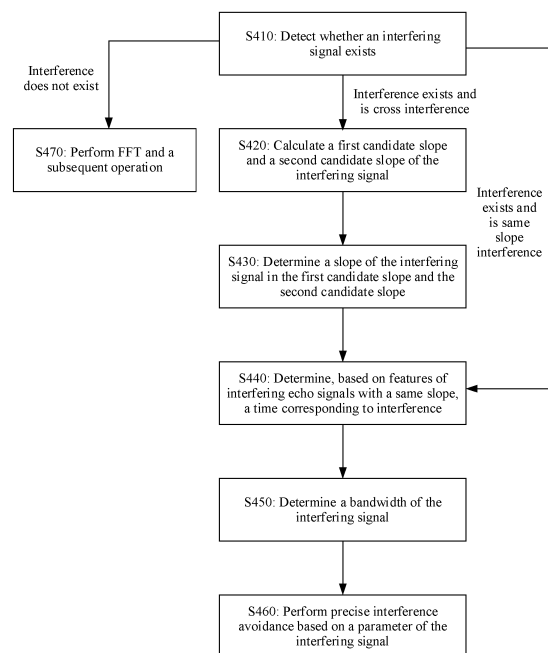 S410: Detect whether an interfering
signal exists
Interference
does not exist
Interference exists and
is cross interference
S470: Perform FFT and a
subsequent operation
S420: Calculate a first candidate slope
and a second candidate slope of the
interfering signal
Interference
exists and
is same
slope
interference
S430: Determine a slope of the interfering
signal in the first candidate slope and the
second candidate slope
S440: Determine, based on features of
interfering echo signals with a same slope,
a time corresponding to interference
S450: Determine a bandwidth of the
interfering signal
S460: Perform precise interference
avoidance based on a parameter of the
interfering signal